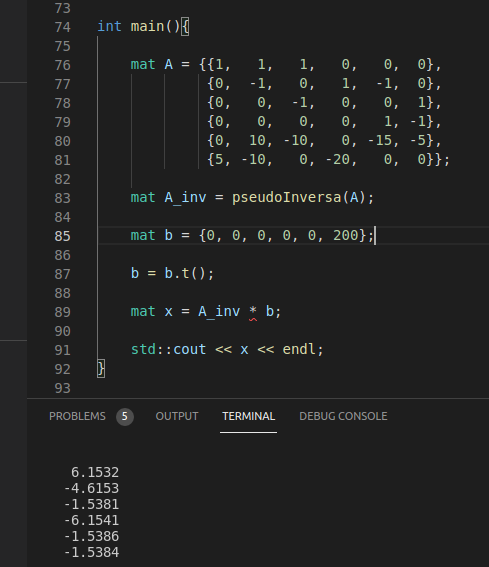 73
74 int main(){
75
76 mat A = {{1, 1, 1, 0, 0, 0},
77 {0, -1, 0, 1, -1, 0},
78 {0, 0, -1, 0, 0, 1},
79 {0, 0, 0, 0, 1, -1},
80 {0, 10, -10, 0, -15, -5},
81 {5, -10, 0, -20, 0, 0}};
82
83 mat A_inv = pseudoInversa(A);
84
85 mat b = {0, 0, 0, 0, 0, 200};
86
87 b = b.t();
88
89 mat x = A_inv * b;
90
91 std::cout << x << endl;
92 }
93
PROBLEMS 5 OUTPUT TERMINAL DEBUG CONSOLE
6.1532
-4.6153
-1.5381
-6.1541
-1.5386
-1.5384